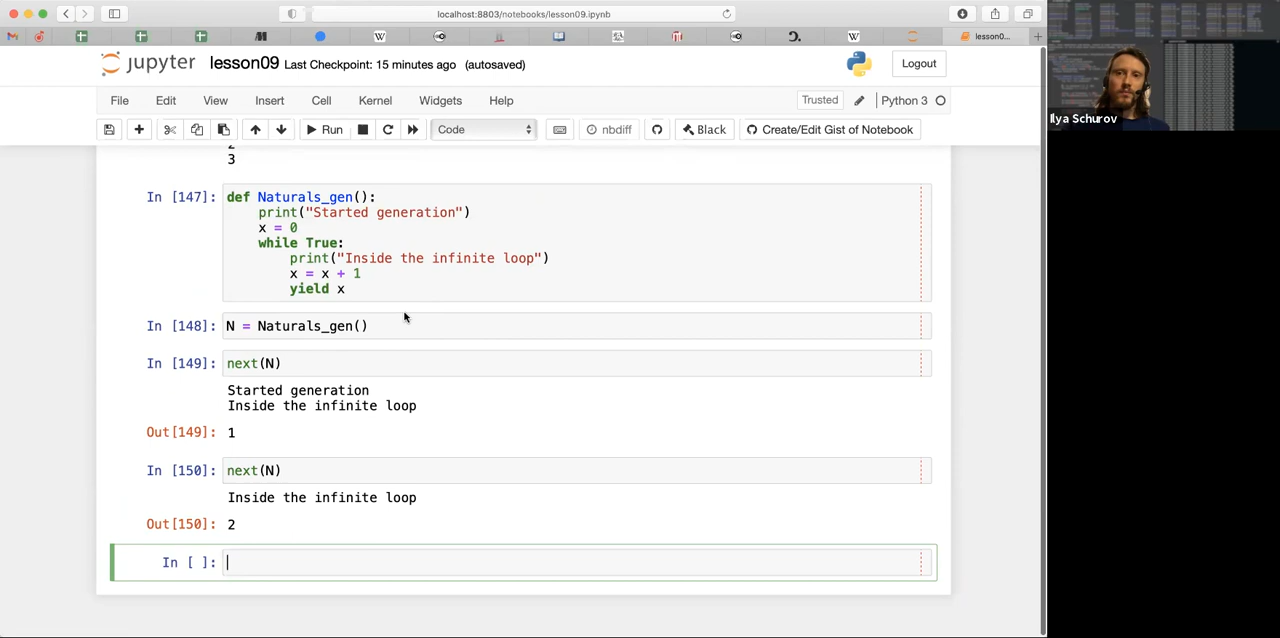 localhost:8803/notebooks/lesson09.ipynb
lesson0...
jupyter lesson09 Last Checkpoint: 15 minutes ago (autosaved)
Logout
File Edit View Insert Cell Kernel Widgets Help
Trusted Python 3
Run Code nbdiff Black Create/Edit Gist of Notebook
Ilya Schurov
3
In [147]: def Naturals_gen():
print("Started generation")
x = 0
while True:
print("Inside the infinite loop")
x = x + 1
yield x
In [148]: N = Naturals_gen()
In [149]: next(N)
Started generation
Inside the infinite loop
Out[149]: 1
In [150]: next(N)
Inside the infinite loop
Out[150]: 2
In [ ]: